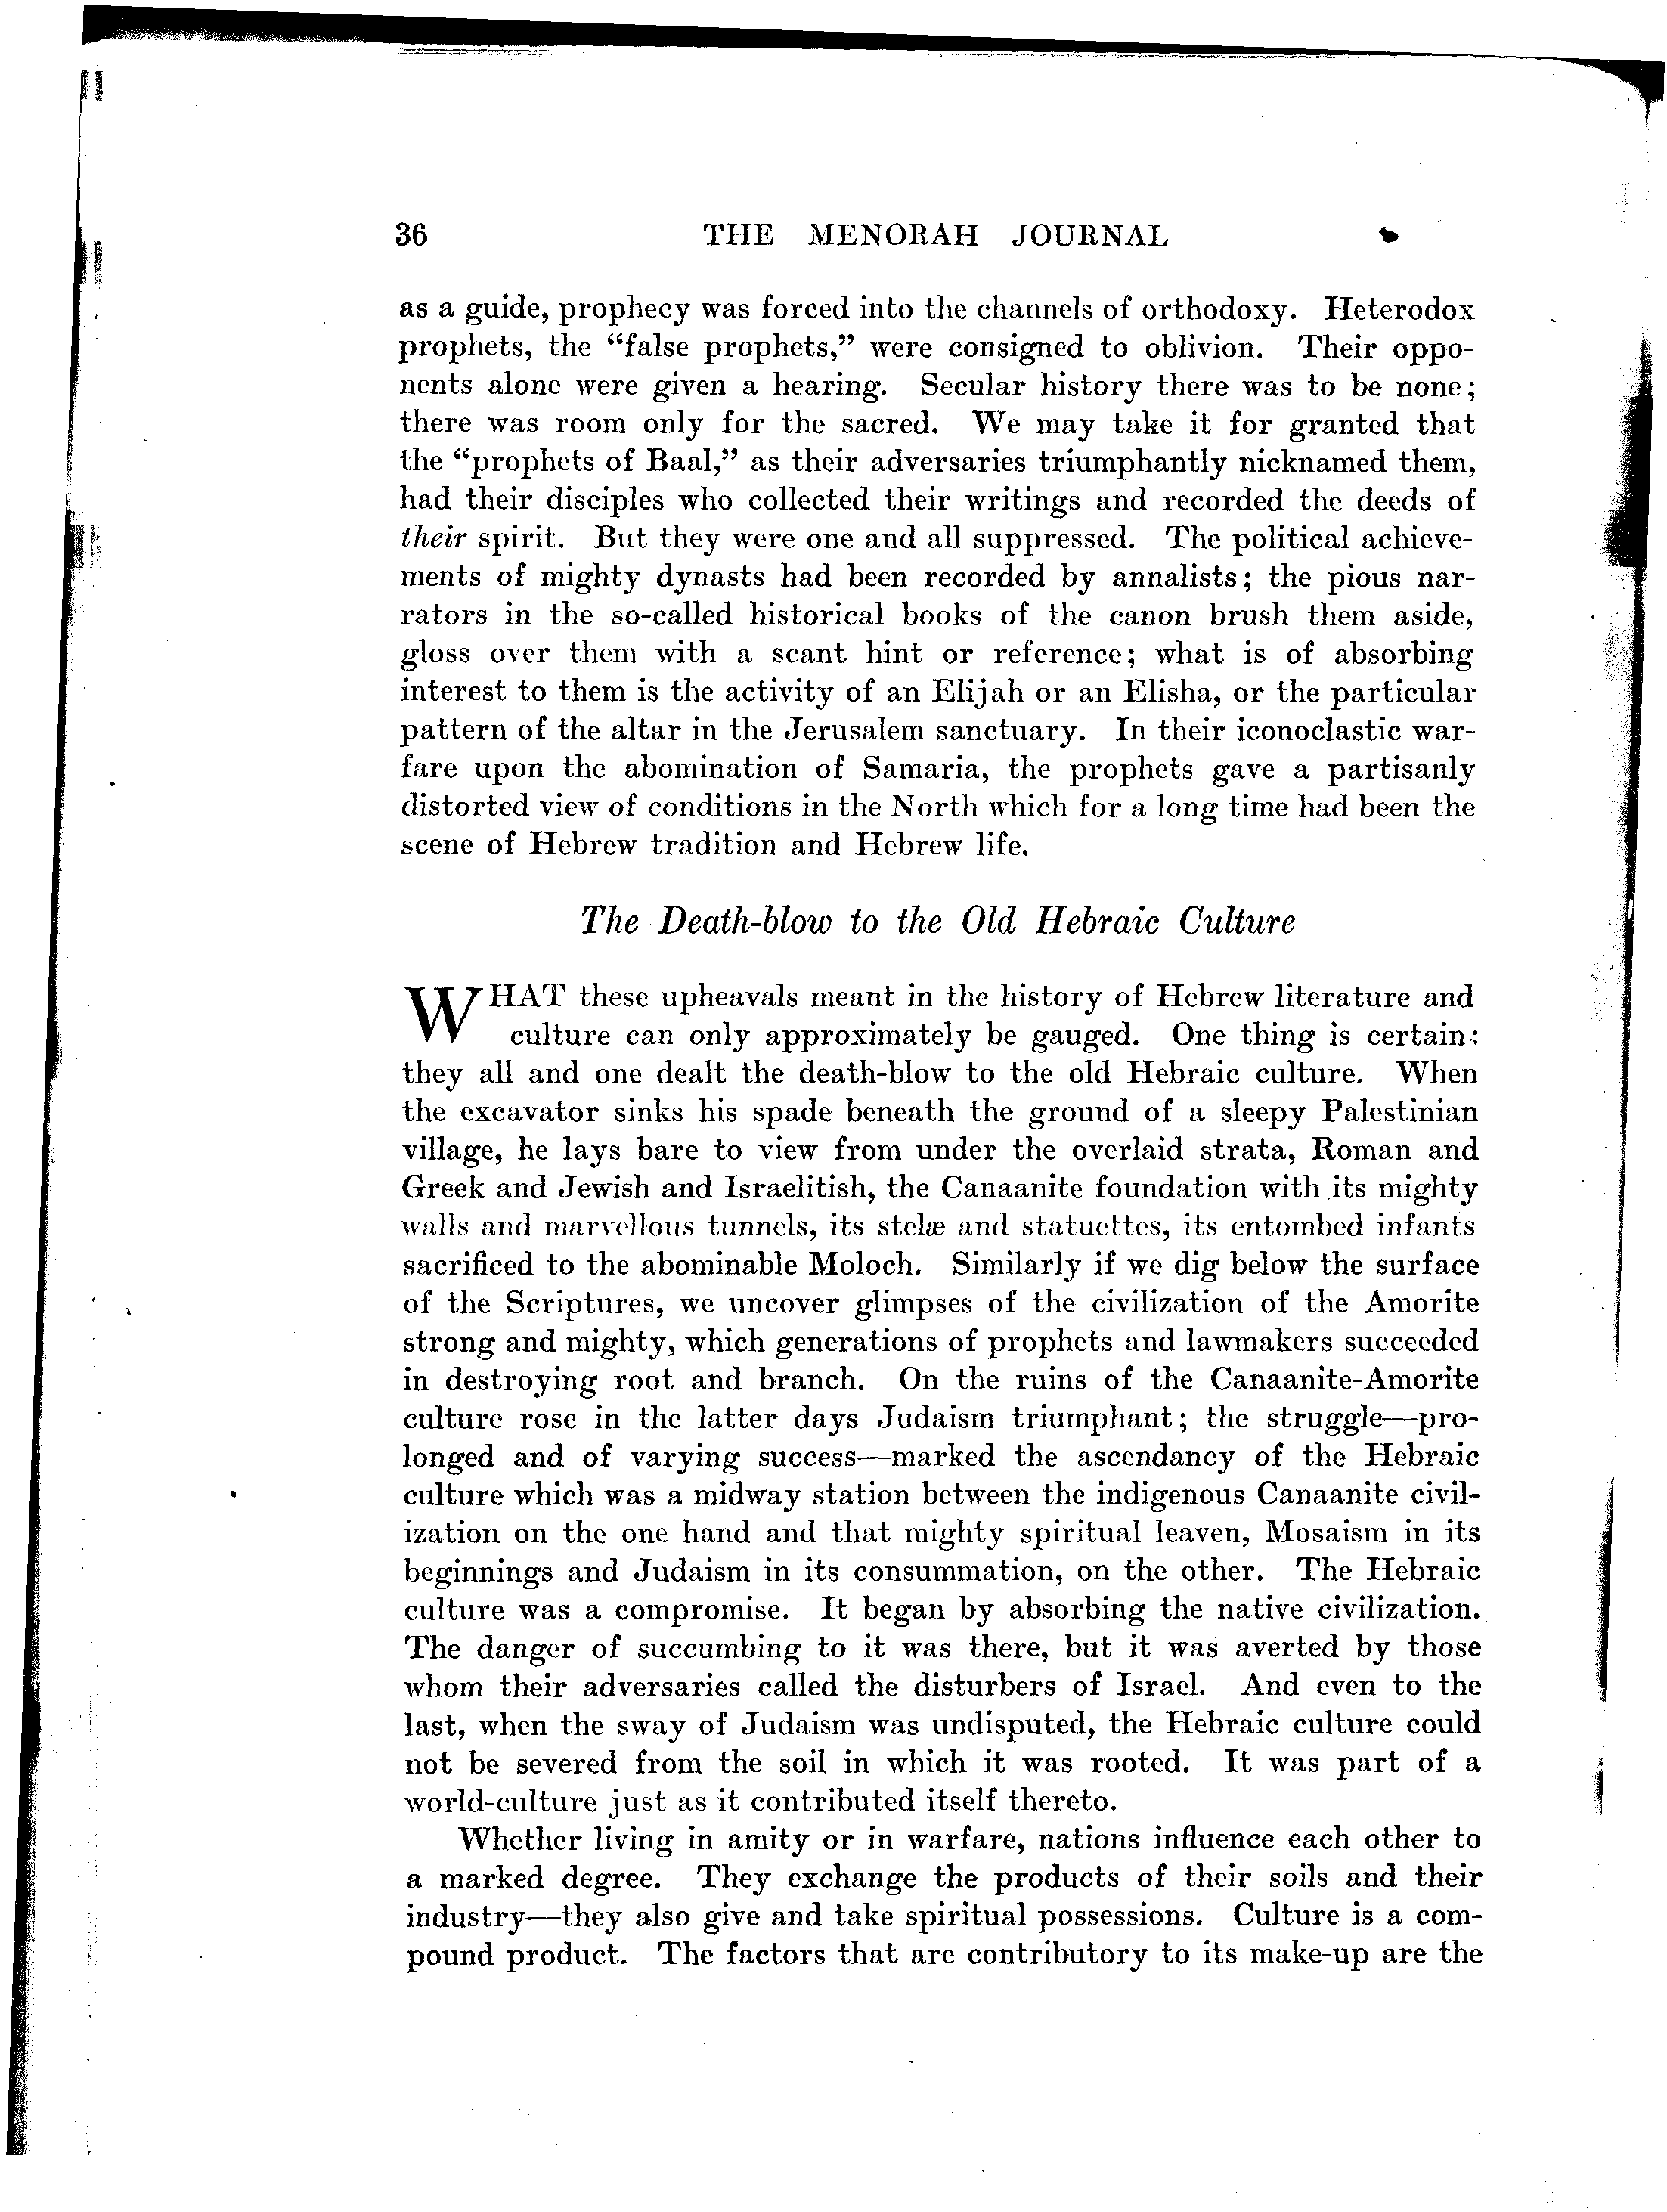 36 THE MENORAH JOURNAL
as a guide, prophecy was forced into the channels of orthodoxy. Heterodox
prophets, the “false prophets,” were consigned to oblivion. Their oppo-
nents alone were given a hearing. Secular history there was to be none;
there was room only for the sacred. We may take it for granted that
the “prophets of Baal,” as their adversaries triumphantly nicknamed them,
had their disciples who collected their writings and recorded the deeds of
their spirit. But they were one and all suppressed. The political achieve-
ments of mighty dynasts had been recorded by annalists; the pious nar-
rators in the so-called historical books of the canon brush them aside,
gloss over them with a scant hint or reference; what is of absorbing
interest to them is the activity of an Elijah or an Elisha, or the particular
pattern of the altar in the Jerusalem sanctuary. In their iconoclastic war-
fare upon the abomination of Samaria, the prophets gave a partisanly
distorted view of conditions in the North which for a long time had been the
scene of Hebrew tradition and Hebrew life.
The Death-blow to the Old Hebraic Culture
WHAT these upheavals meant in the history of Hebrew literature and
culture can only approximately be gauged. One thing is certain:
they all and one dealt the death-blow to the old Hebraic culture. When
the excavator sinks his spade beneath the ground of a sleepy Palestinian
village, he lays bare to view from under the overlaid strata, Roman and
Greek and Jewish and Israelitish, the Canaanite foundation with its mighty
walls and marvellous tunnels, its stelæ and statuettes, its entombed infants
sacrificed to the abominable Moloch. Similarly if we dig below the surface
of the Scriptures, we uncover glimpses of the civilization of the Amorite
strong and mighty, which generations of prophets and lawmakers succeeded
in destroying root and branch. On the ruins of the Canaanite-Amorite
culture rose in the latter days Judaism triumphant; the struggle—pro-
longed and of varying success—marked the ascendancy of the Hebraic
culture which was a midway station between the indigenous Canaanite civil-
ization on the one hand and that mighty spiritual leaven, Mosaism in its
beginnings and Judaism in its consummation, on the other. The Hebraic
culture was a compromise. It began by absorbing the native civilization.
The danger of succumbing to it was there, but it was averted by those
whom their adversaries called the disturbers of Israel. And even to the
last, when the sway of Judaism was undisputed, the Hebraic culture could
not be severed from the soil in which it was rooted. It was part of a
world-culture just as it contributed itself thereto.
Whether living in amity or in warfare, nations influence each other to
a marked degree. They exchange the products of their soils and their
industry—they also give and take spiritual possessions. Culture is a com-
pound product. The factors that are contributory to its make-up are the